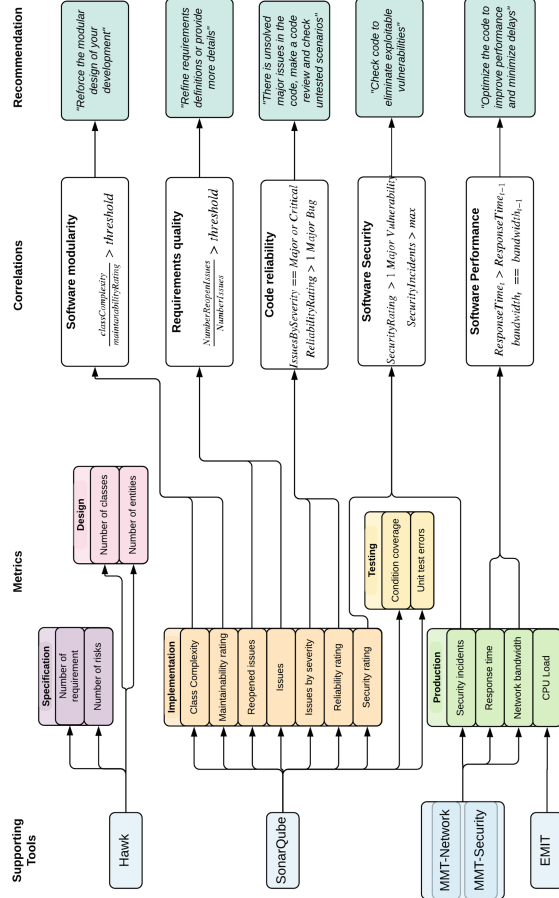 Supporting
Tools
Metrics
Correlations
Recommendation
Hawk
SonarQube
MMT-Network
MMT-Security
EMIT
Specification
Number of
requirement
Number of risks
Design
Number of classes
Number of entities
Implementation
Class Complexity
Maintainability rating
Reopened issues
Issues
Issues by severity
Reliability rating
Security rating
Testing
Condition coverage
Unit test errors
Production
Security incidents
Response time
Network bandwidth
CPU Load
Software modularity
classComplexity
maintanabilityRating
> threshold
Requirements quality
NumberReopenIssues
NumberIssues
> threshold
Code reliability
IssuesBySeverity == Major or Critical
ReliabilityRating > 1 Major Bug
Software Security
SecurityRating > 1 Major Vulnerability
SecurityIncidents > max
Software Performance
ResponseTimeₜ > ResponseTimeₜ₋₁
bandwidthₜ == bandwidthₜ₋₁
"Reforce the modular
design of your
development"
"Refine requirements
definitions or provide
more details"
"There is unsolved
major issues in the
code, make a code
review and check
untested scenarios"
"Check code to
eliminate exploitable
vulnerabilities"
"Optimize the code to
improve performance
and minimize delays"